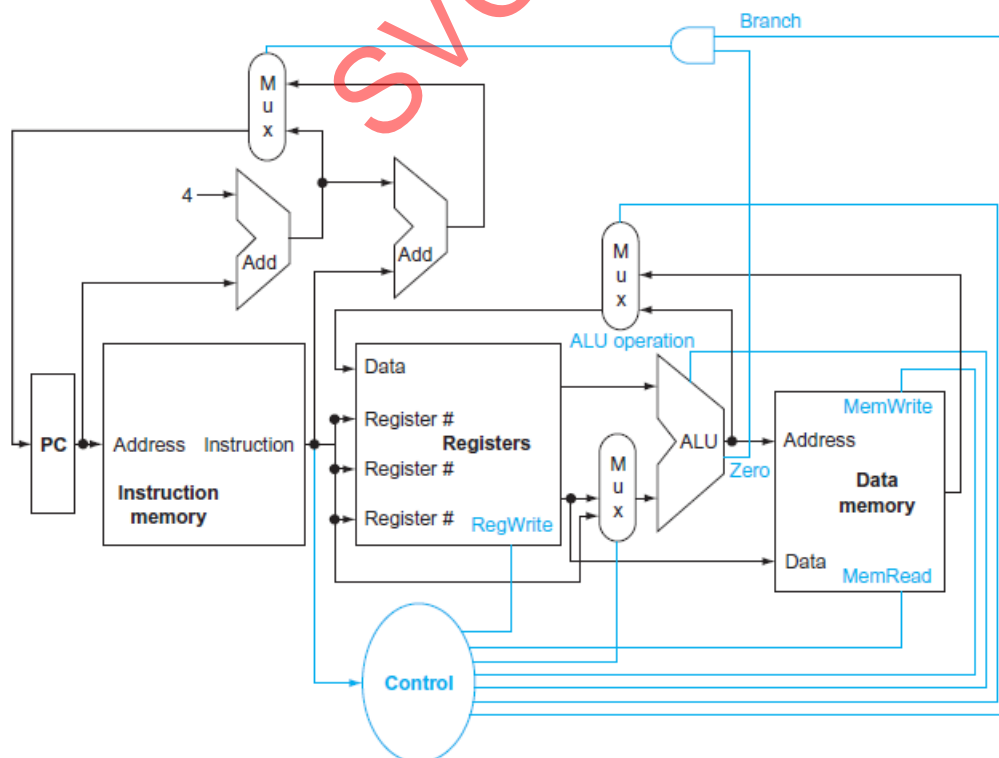 SVC
Branch
M
u
x
4
Add
Add
M
u
x
ALU operation
Data
Register #
Registers
Register #
Register #
RegWrite
PC
Address
Instruction
Instruction
memory
M
u
x
ALU
Zero
MemWrite
Address
Data
memory
Data
MemRead
Control